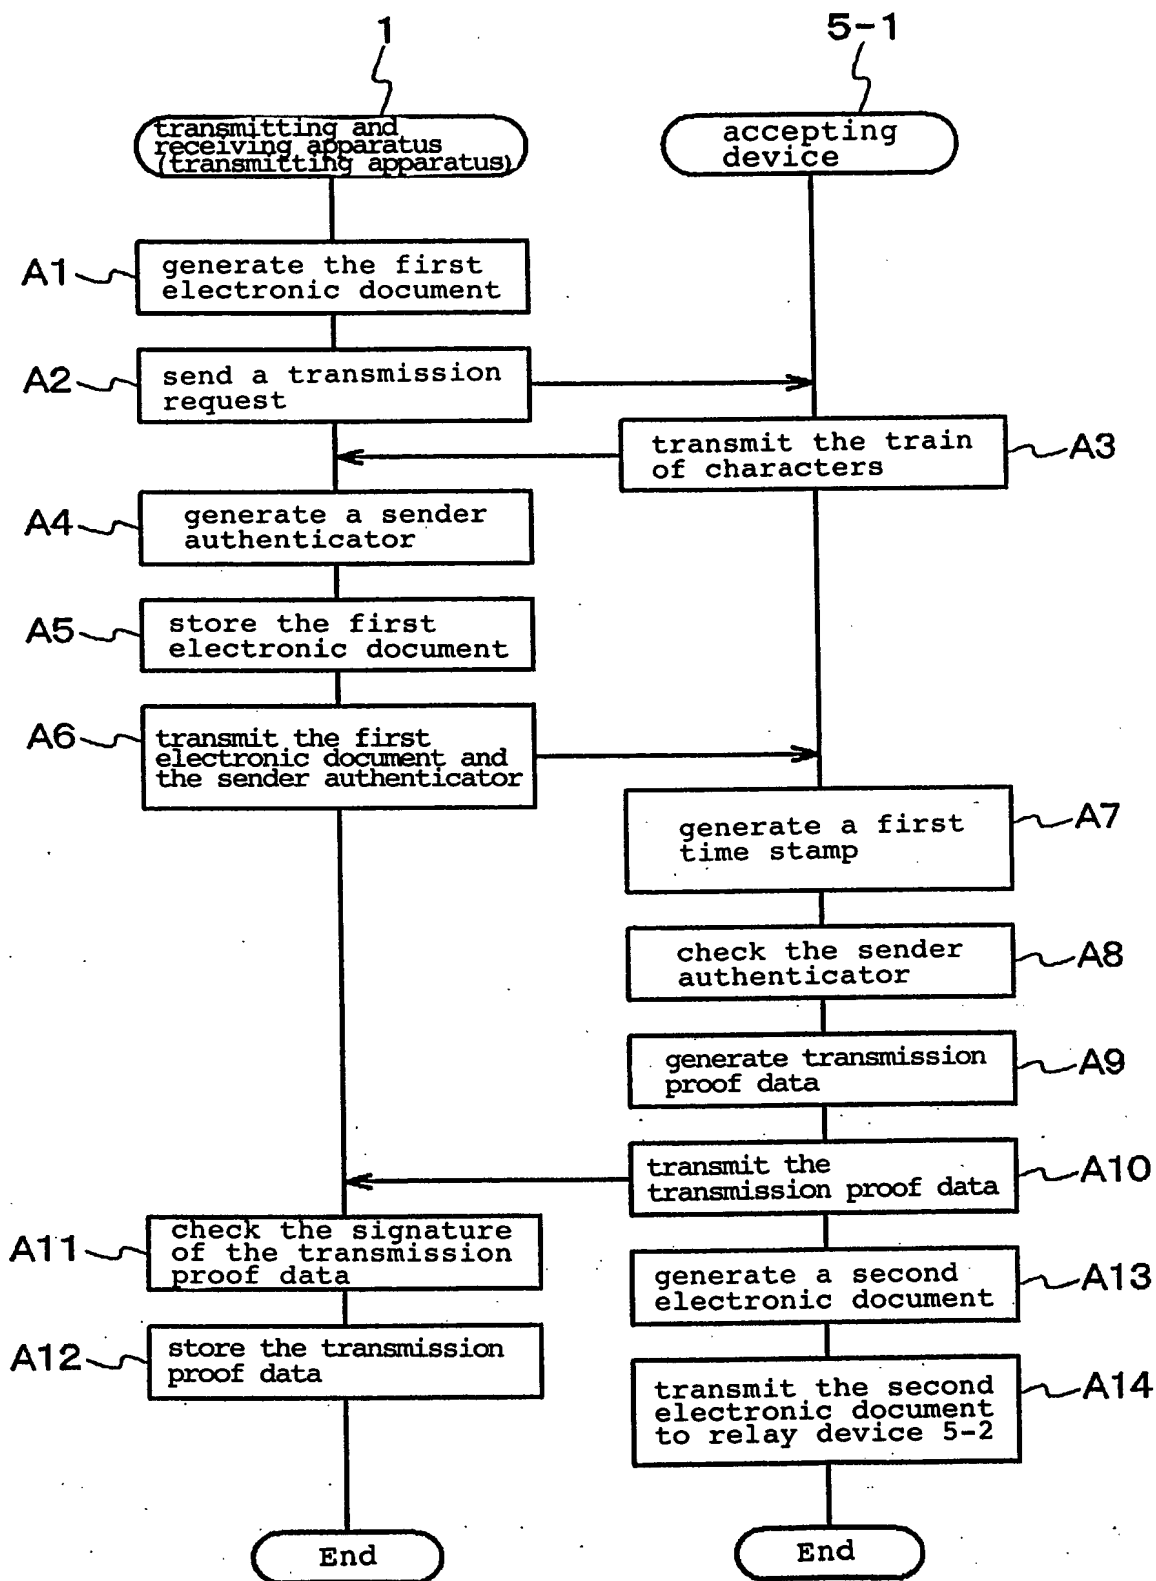 1
5-1
transmitting and
receiving apparatus
(transmitting apparatus)
accepting
device
A1
generate the first
electronic document
A2
send a transmission
request
transmit the train
of characters
A3
A4
generate a sender
authenticator
A5
store the first
electronic document
A6
transmit the first
electronic document and
the sender authenticator
generate a first
time stamp
A7
check the sender
authenticator
A8
generate transmission
proof data
A9
transmit the
transmission proof data
A10
A11
check the signature
of the transmission
proof data
generate a second
electronic document
A13
A12
store the transmission
proof data
transmit the second
electronic document
to relay device 5-2
A14
End
End